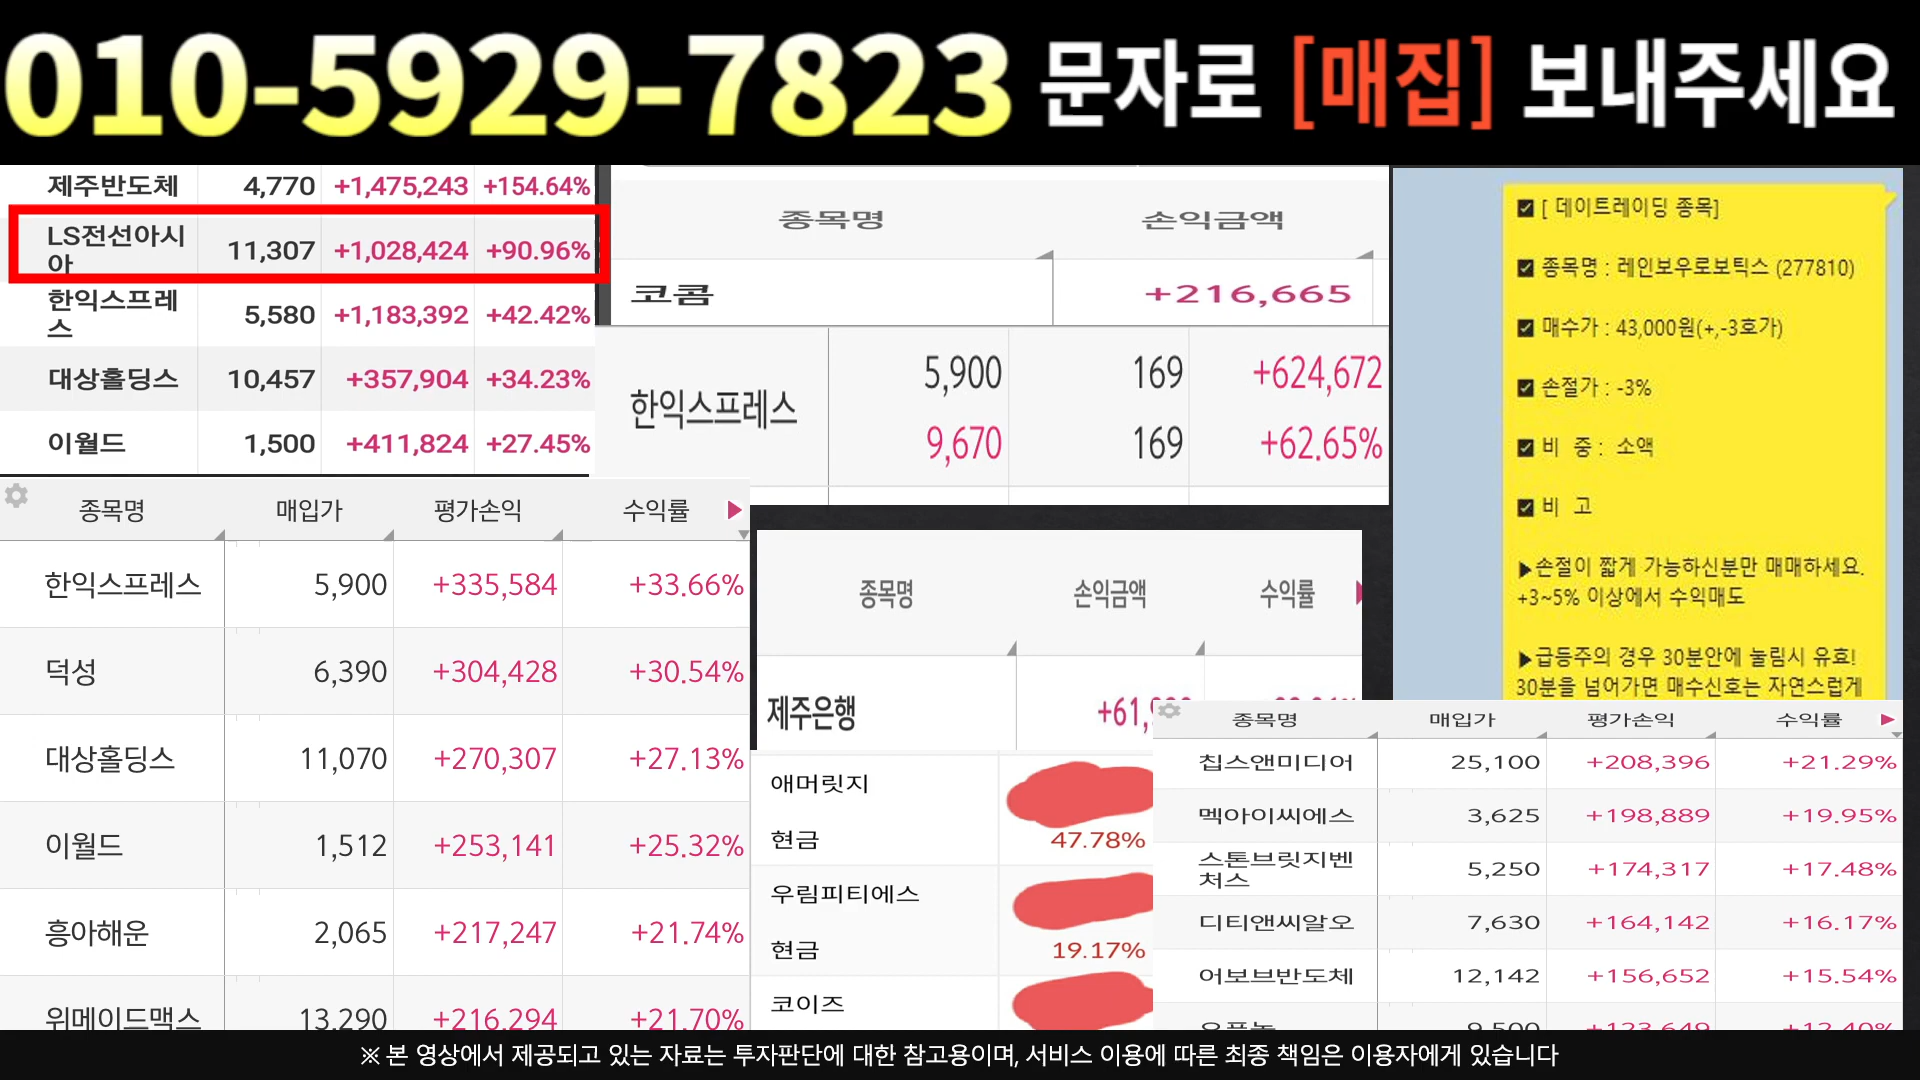 010-5929-7823 문자로 [매집] 보내주세요
제주반도체 4,770 +1,475,243 +154.64%
LS전선아시
아 11,307 +1,028,424 +90.96%
한익스프레
스 5,580 +1,183,392 +42.42%
대상홀딩스 10,457 +357,904 +34.23%
이월드 1,500 +411,824 +27.45%
종목명 손익금액
코콤 +216,665
한익스프레스
5,900 169 +624,672
9,670 169 +62.65%
☑ [ 데이트레이딩 종목]
☑ 종목명 : 레인보우로보틱스 (277810)
☑ 매수가 : 43,000원(+,-3호가)
☑ 손절가 : -3%
☑ 비 중 : 소액
☑ 비 고
▶손절이 짧게 가능하신분만 매매하세요.
+3~5% 이상에서 수익매도
▶급등주의 경우 30분안에 눌림시 유효!
30분을 넘어가면 매수신호는 자연스럽게
종목명 매입가 평가손익 수익률
한익스프레스 5,900 +335,584 +33.66%
덕성 6,390 +304,428 +30.54%
대상홀딩스 11,070 +270,307 +27.13%
이월드 1,512 +253,141 +25.32%
흥아해운 2,065 +217,247 +21.74%
위메이드맥스 13,290 +216,294 +21.70%
종목명 손익금액 수익률
제주은행 +61,
애머릿지
현금 47.78%
우림피티에스
현금 19.17%
코이즈
종목명 매입가 평가손익 수익률
칩스앤미디어 25,100 +208,396 +21.29%
멕아이씨에스 3,625 +198,889 +19.95%
스톤브릿지벤
처스 5,250 +174,317 +17.48%
디티앤씨알오 7,630 +164,142 +16.17%
어보브반도체 12,142 +156,652 +15.54%
※ 본 영상에서 제공되고 있는 자료는 투자판단에 대한 참고용이며, 서비스 이용에 따른 최종 책임은 이용자에게 있습니다